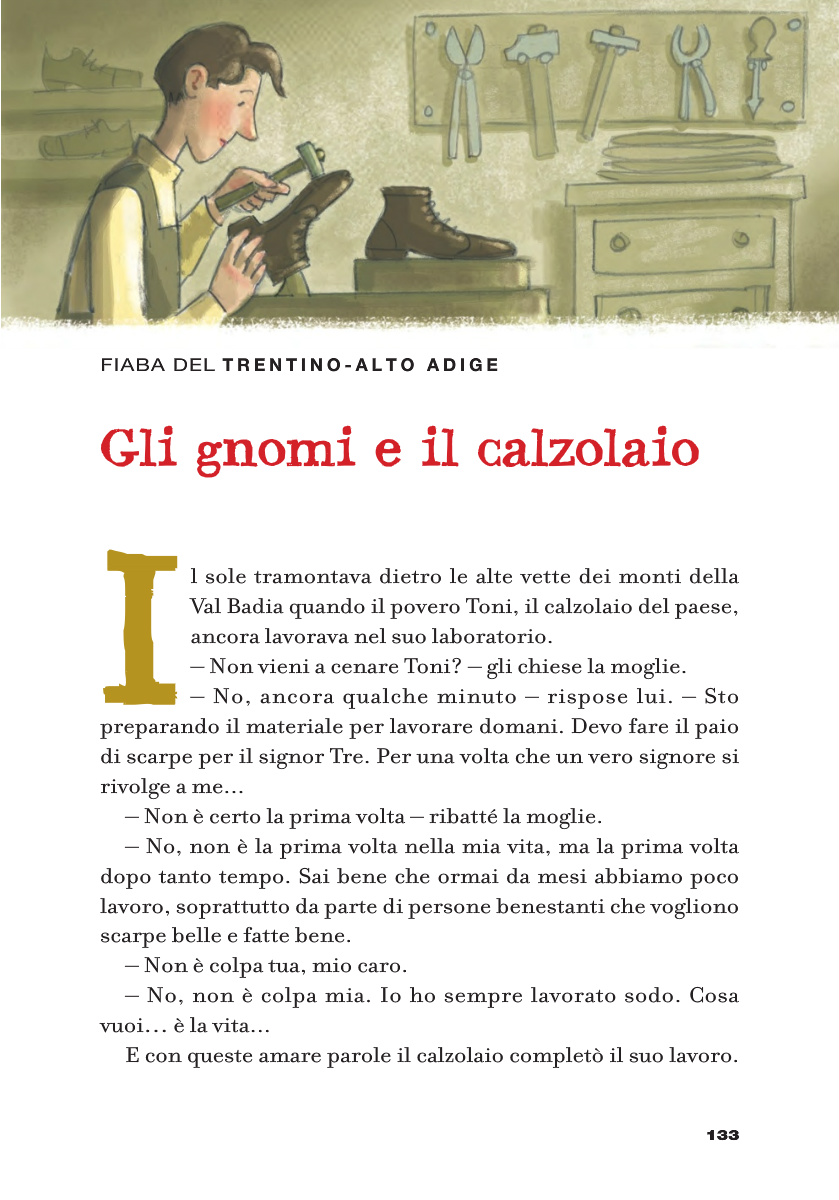 FIABA DEL TRENTINO-ALTO ADIGE
Gli gnomi e il calzolaio
Il sole tramontava dietro le alte vette dei monti della
Val Badia quando il povero Toni, il calzolaio del paese,
ancora lavorava nel suo laboratorio.
– Non vieni a cenare Toni? – gli chiese la moglie.
– No, ancora qualche minuto – rispose lui. – Sto
preparando il materiale per lavorare domani. Devo fare il paio
di scarpe per il signor Tre. Per una volta che un vero signore si
rivolge a me...
– Non è certo la prima volta – ribatté la moglie.
– No, non è la prima volta nella mia vita, ma la prima volta
dopo tanto tempo. Sai bene che ormai da mesi abbiamo poco
lavoro, soprattutto da parte di persone benestanti che vogliono
scarpe belle e fatte bene.
– Non è colpa tua, mio caro.
– No, non è colpa mia. Io ho sempre lavorato sodo. Cosa
vuoi... è la vita...
E con queste amare parole il calzolaio completò il suo lavoro.
133